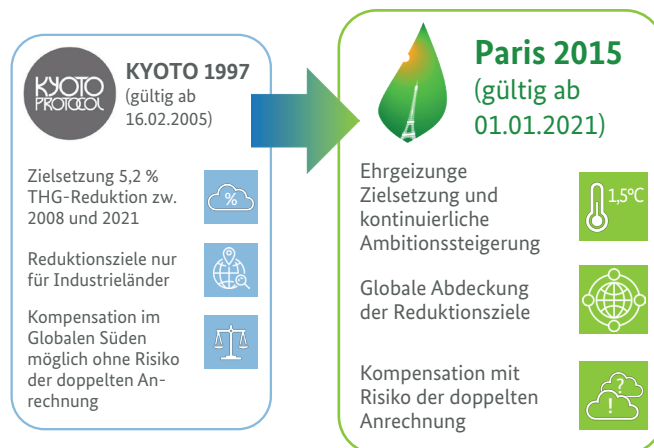 KYOTO
PROTOCOL
KYOTO 1997
(gültig ab
16.02.2005)
Zielsetzung 5,2 %
THG-Reduktion zw.
2008 und 2021
%
Reduktionsziele nur
für Industrieländer
Kompensation im
Globalen Süden
möglich ohne Risiko
der doppelten An-
rechnung
Paris 2015
(gültig ab
01.01.2021)
Ehrgeizunge
Zielsetzung und
kontinuierliche
Ambitionssteigerung
1,5°C
Globale Abdeckung
der Reduktionsziele
Kompensation mit
Risiko der doppelten
Anrechnung
?
!